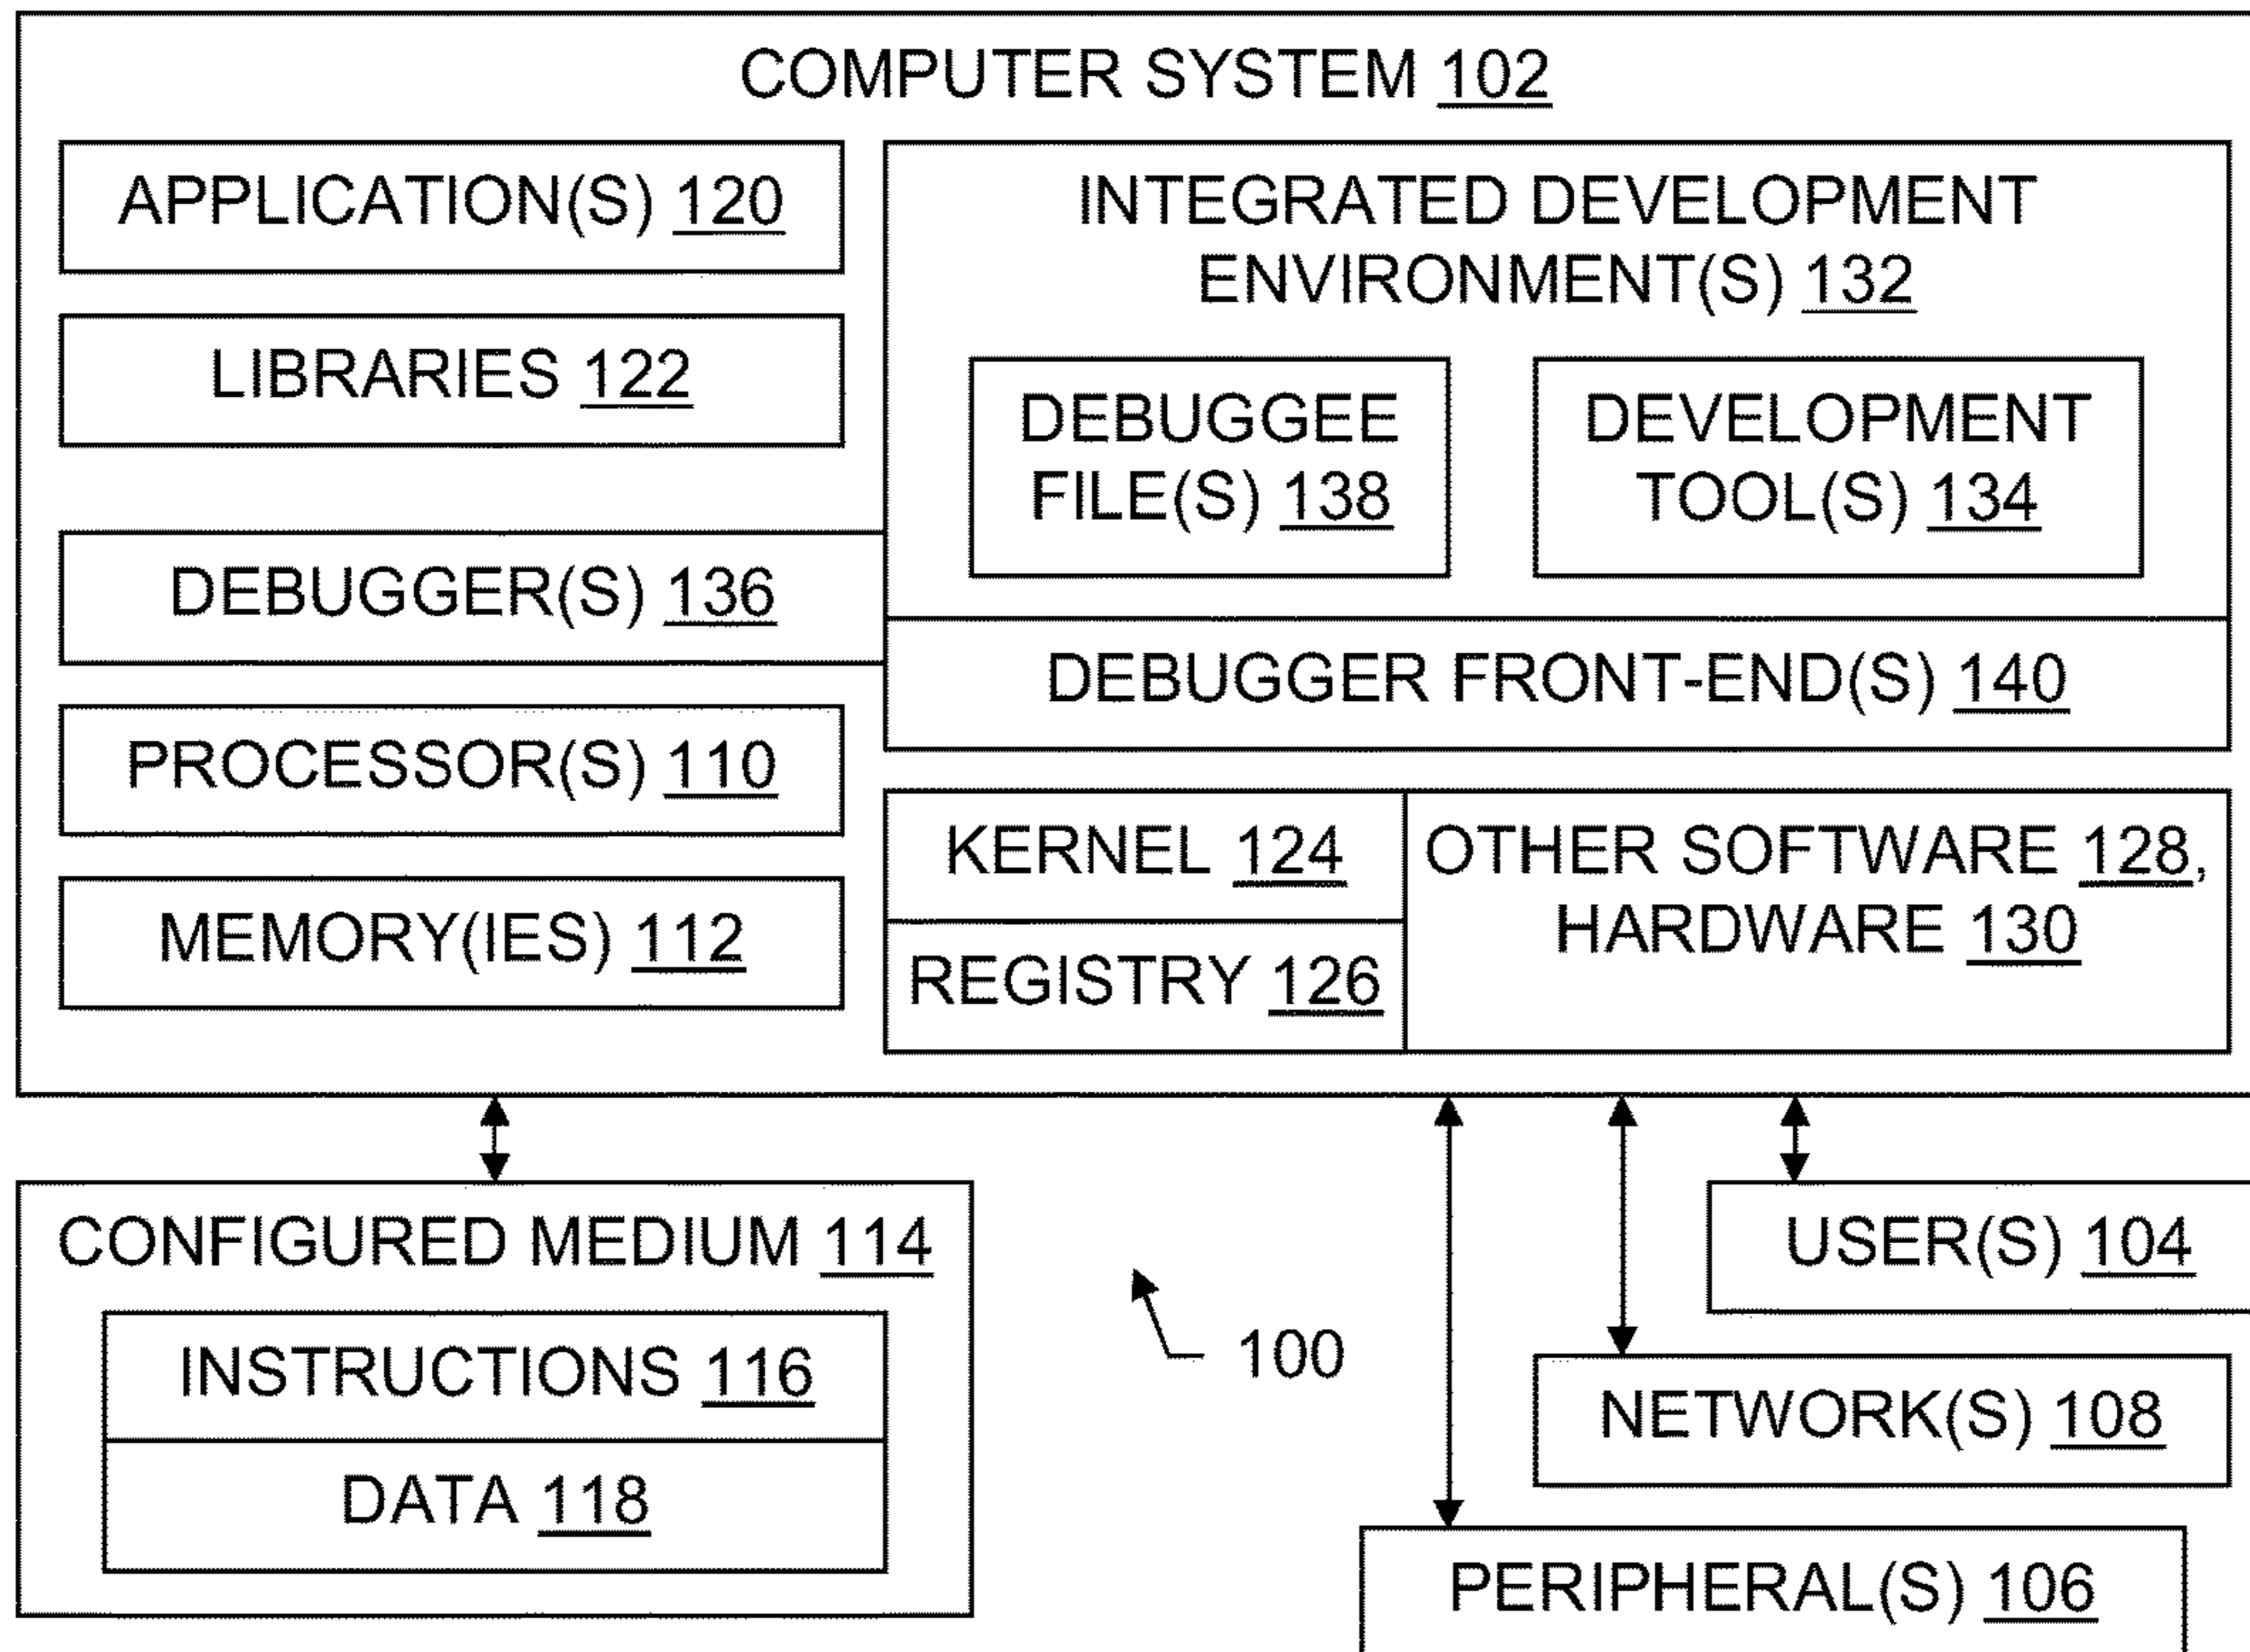 COMPUTER SYSTEM 102
APPLICATION(S) 120
LIBRARIES 122
DEBUGGER(S) 136
PROCESSOR(S) 110
MEMORY(IES) 112
INTEGRATED DEVELOPMENT
ENVIRONMENT(S) 132
DEBUGGEE
FILE(S) 138
DEVELOPMENT
TOOL(S) 134
DEBUGGER FRONT-END(S) 140
KERNEL 124
REGISTRY 126
OTHER SOFTWARE 128,
HARDWARE 130
CONFIGURED MEDIUM 114
INSTRUCTIONS 116
DATA 118
100
USER(S) 104
NETWORK(S) 108
PERIPHERAL(S) 106